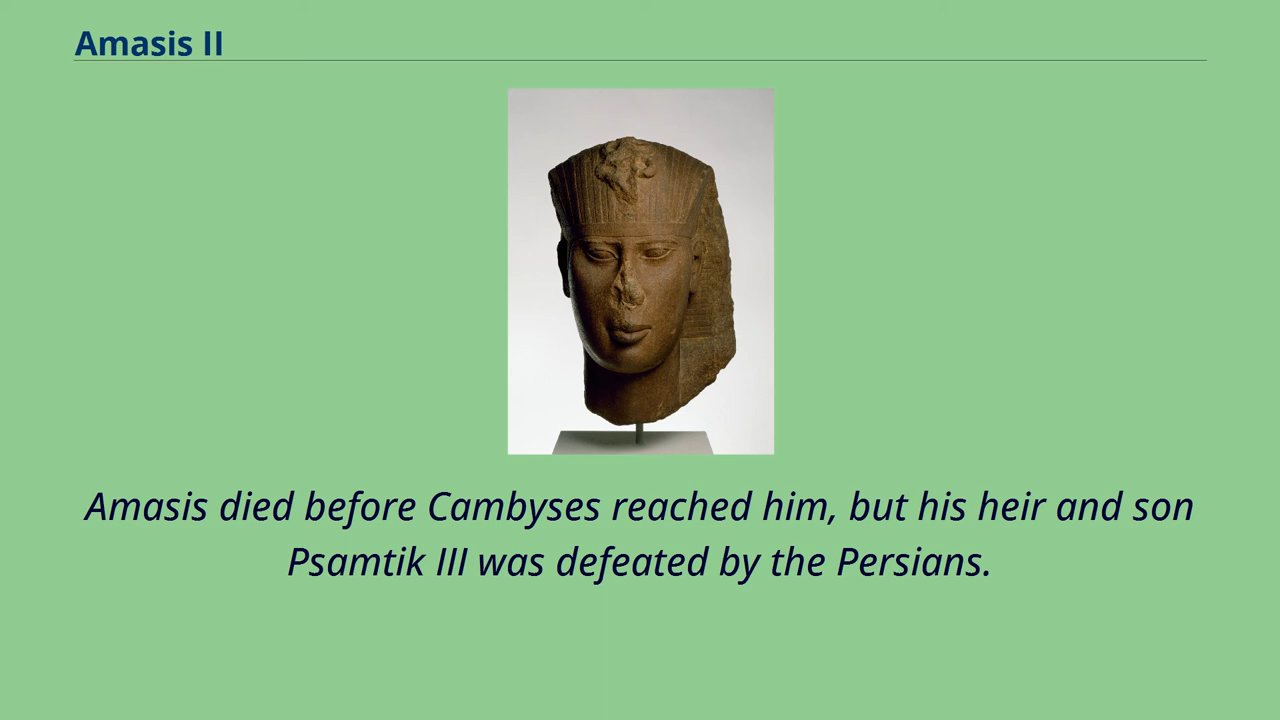 Amasis II
Amasis died before Cambyses reached him, but his heir and son
Psamtik III was defeated by the Persians.